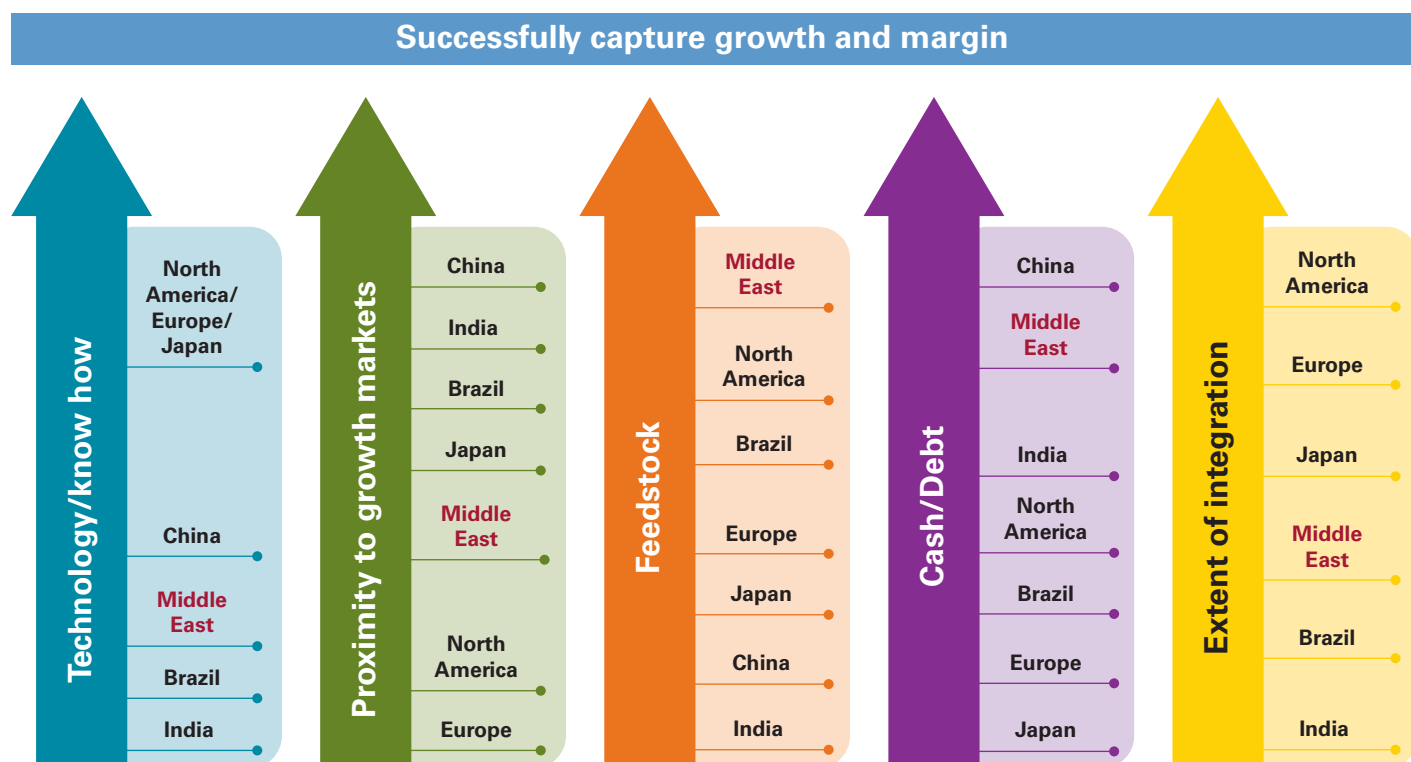 Successfully capture growth and margin
Technology/know how
North
America/
Europe/
Japan
China
Middle
East
Brazil
India
Proximity to growth markets
China
India
Brazil
Japan
Middle
East
North
America
Europe
Feedstock
Middle
East
North
America
Brazil
Europe
Japan
China
India
Cash/Debt
China
Middle
East
India
North
America
Brazil
Europe
Japan
Extent of integration
North
America
Europe
Japan
Middle
East
Brazil
India